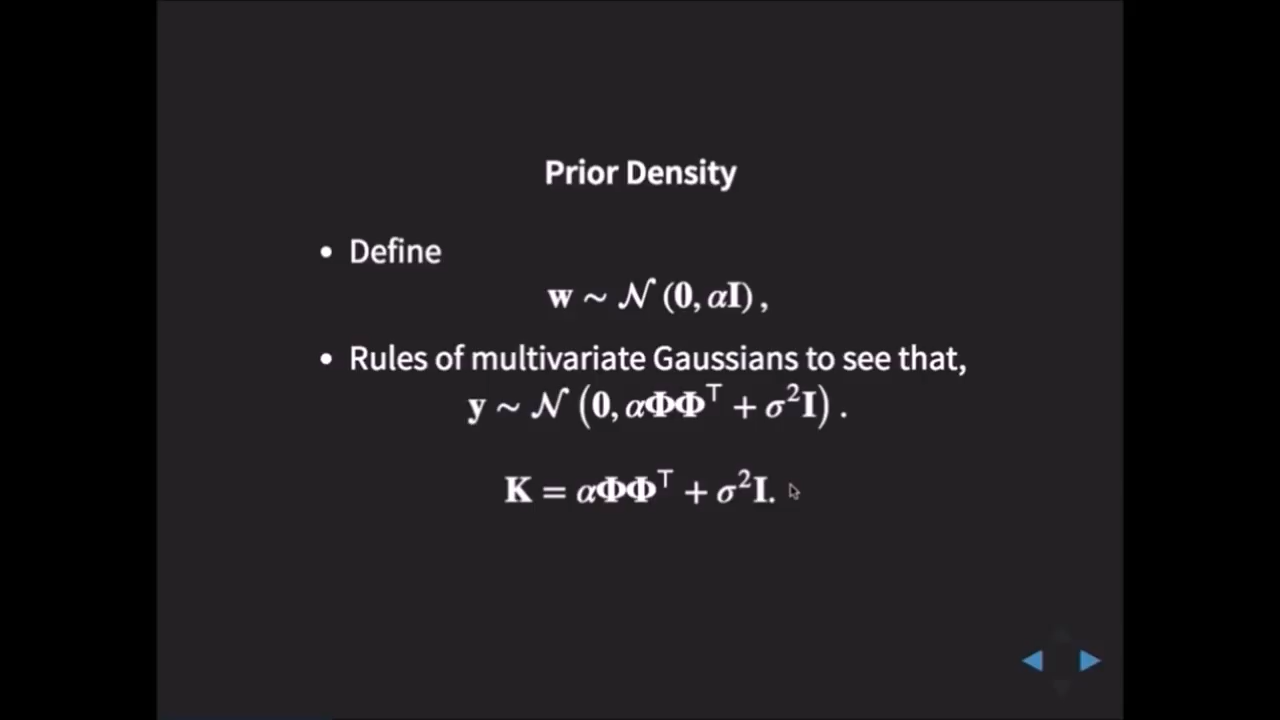 Prior Density
• Define
𝐰 ∼ 𝒩 (𝟎, α𝐈) ,
• Rules of multivariate Gaussians to see that,
𝐲 ∼ 𝒩 (𝟎, α𝚽𝚽⊤ + σ²𝐈) .
𝐊 = α𝚽𝚽⊤ + σ²𝐈.